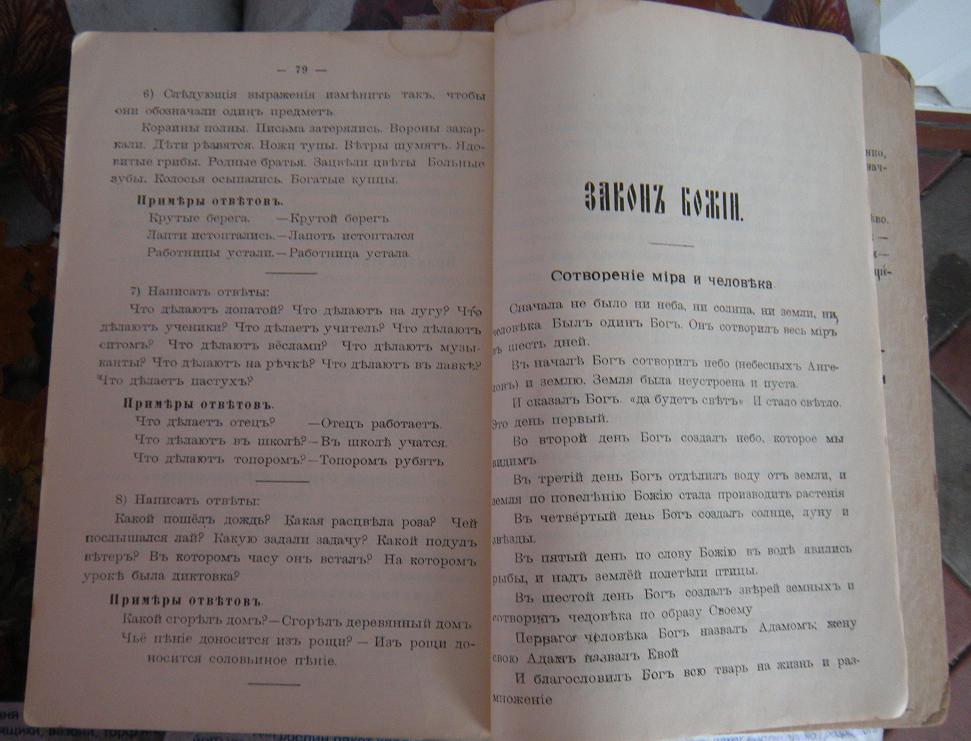 — 79 —
6) Слѣдующія выраженія измѣнить такъ, чтобы
они обозначали одинъ предметъ
Корзины полны. Письма затерялись. Вороны закар-
кали. Дѣти рѣзвятся. Ножи тупы. Вѣтры шумятъ. Ядо-
витые грибы. Родные братья. Зацвѣли цвѣты Больные
зубы. Колосья осыпались. Богатые купцы.
Примѣры отвѣтовъ.
Крутые берега. —Крутой берегъ
Лапти истоптались.—Лапоть истоптался
Работницы устали.—Работница устала.
7) Написать отвѣты:
Что дѣлаютъ лопатой? Что дѣлаютъ на лугу? Что
дѣлаютъ ученики? Что дѣлаетъ учитель? Что дѣлаютъ
ситомъ? Что дѣлаютъ вёслами? Что дѣлаютъ музы-
канты? Что дѣлаютъ на рѣчкѣ? Что дѣлаютъ въ лавкѣ?
Что дѣлаетъ пастухъ?
Примѣры отвѣтовъ.
Что дѣлаетъ отецъ? —Отецъ работаетъ.
Что дѣлаютъ въ школѣ?—Въ школѣ учатся.
Что дѣлаютъ топоромъ?—Топоромъ рубятъ
8) Написать отвѣты:
Какой пошёлъ дождь? Какая расцвѣла роза? Чей
послышался лай? Какую задали задачу? Какой подулъ
вѣтеръ? Въ которомъ часу онъ всталъ? На которомъ
урокѣ была диктовка?
Примѣры отвѣтовъ.
Какой сгорѣлъ домъ?—Сгорѣлъ деревянный домъ
Чьё пѣніе доносится изъ рощи? — Изъ рощи до-
носится соловьиное пѣніе.
ЗАКОНЪ БОЖІЙ.
Сотвореніе міра и человѣка
Сначала не было ни неба, ни солнца, ни земли, ни
человѣка Былъ одинъ Богъ. Онъ сотворилъ весь міръ
въ шесть дней.
Въ началѣ Богъ сотворилъ небо (небесныхъ Анге-
ловъ) и землю. Земля была неустроена и пуста.
И сказалъ Богъ. «да будетъ свѣтъ» И стало свѣтло.
Это день первый.
Во второй день Богъ создалъ небо, которое мы
видимъ
Въ третій день Богъ отдѣлилъ воду отъ земли, и
земля по повелѣнію Божію стала производить растенія
Въ четвёртый день Богъ создалъ солнце, луну и
звѣзды.
Въ пятый день по слову Божію въ водѣ явились
рыбы, и надъ землёй полетѣли птицы.
Въ шестой день Богъ создалъ звѣрей земныхъ и
сотворилъ человѣка по образу Своему
Перваго человѣка Богъ назвалъ Адамомъ, жену
свою Адамъ назвалъ Евой
И благословилъ Богъ всю тварь на жизнь и раз-
множеніе